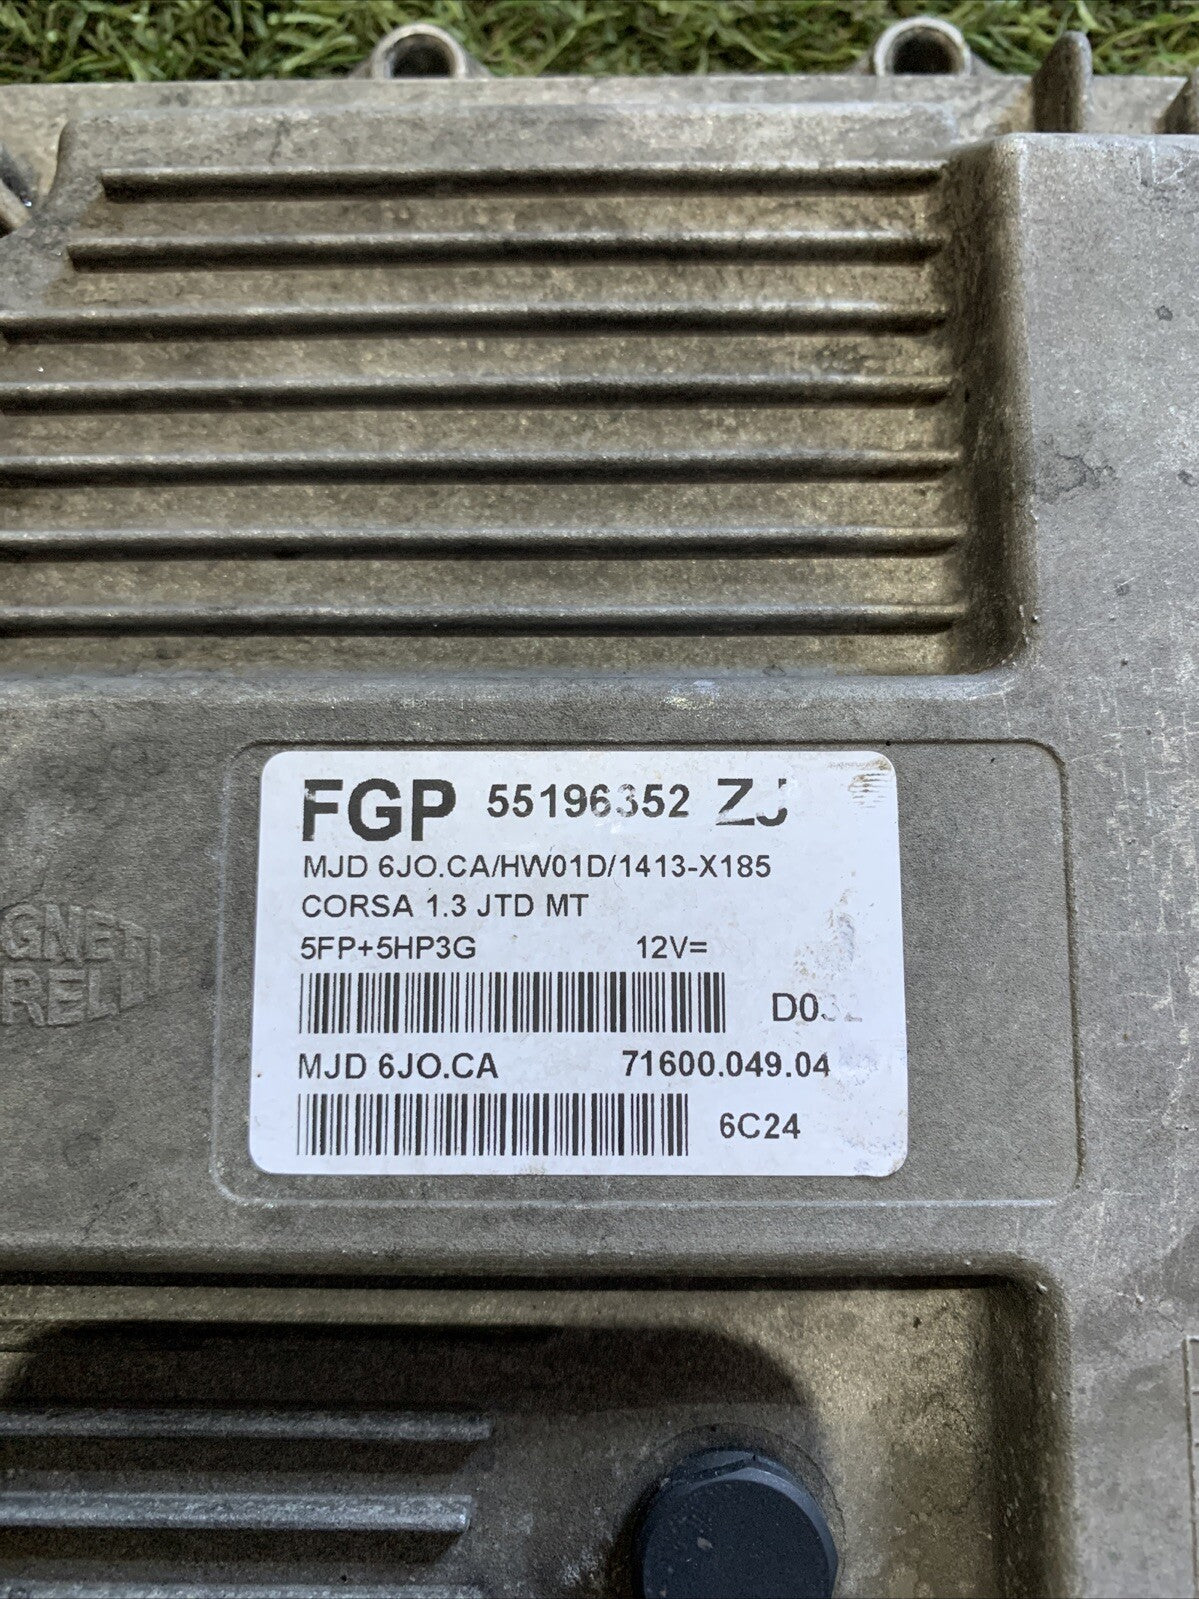 FGP 55196352 ZJ
MJD 6JO.CA/HW01D/1413-X185
CORSA 1.3 JTD MT
5FP+5HP3G 12V=
MJD 6JO.CA 71600.049.04
6C24